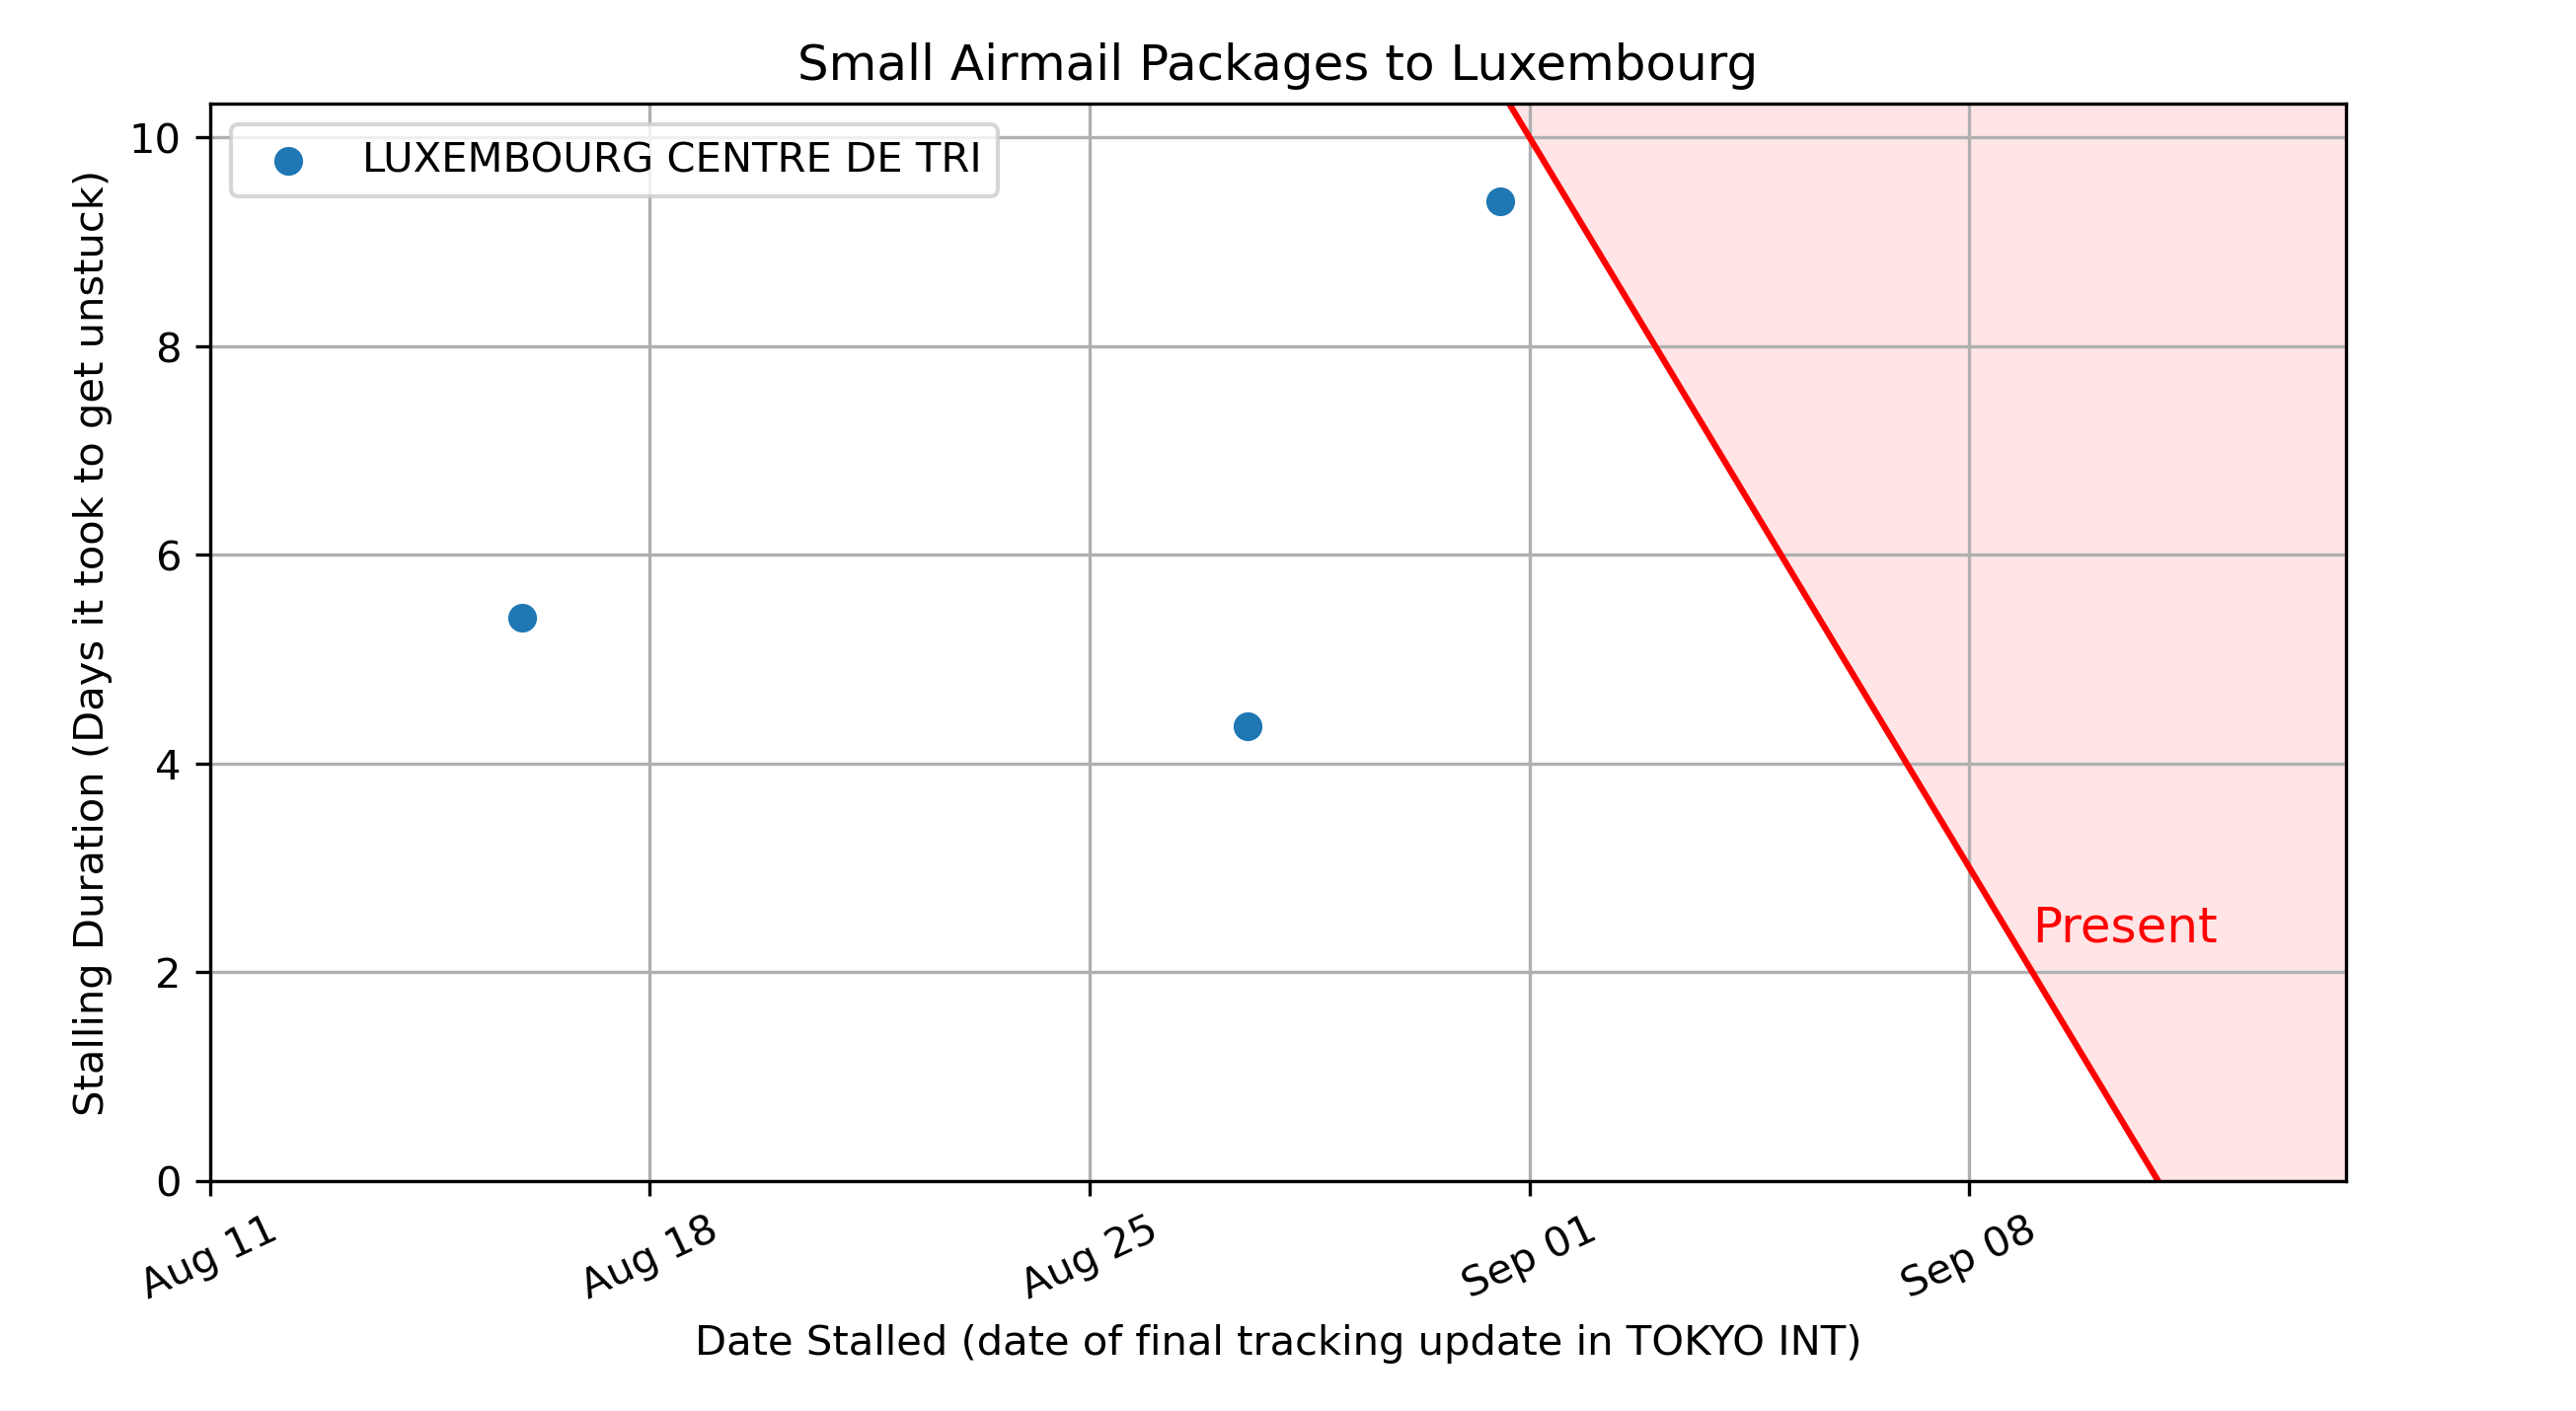 Small Airmail Packages to Luxembourg
LUXEMBOURG CENTRE DE TRI
Stalling Duration (Days it took to get unstuck)
10
8
6
4
2
0
Present
Aug 11
Aug 18
Aug 25
Sep 01
Sep 08
Date Stalled (date of final tracking update in TOKYO INT)